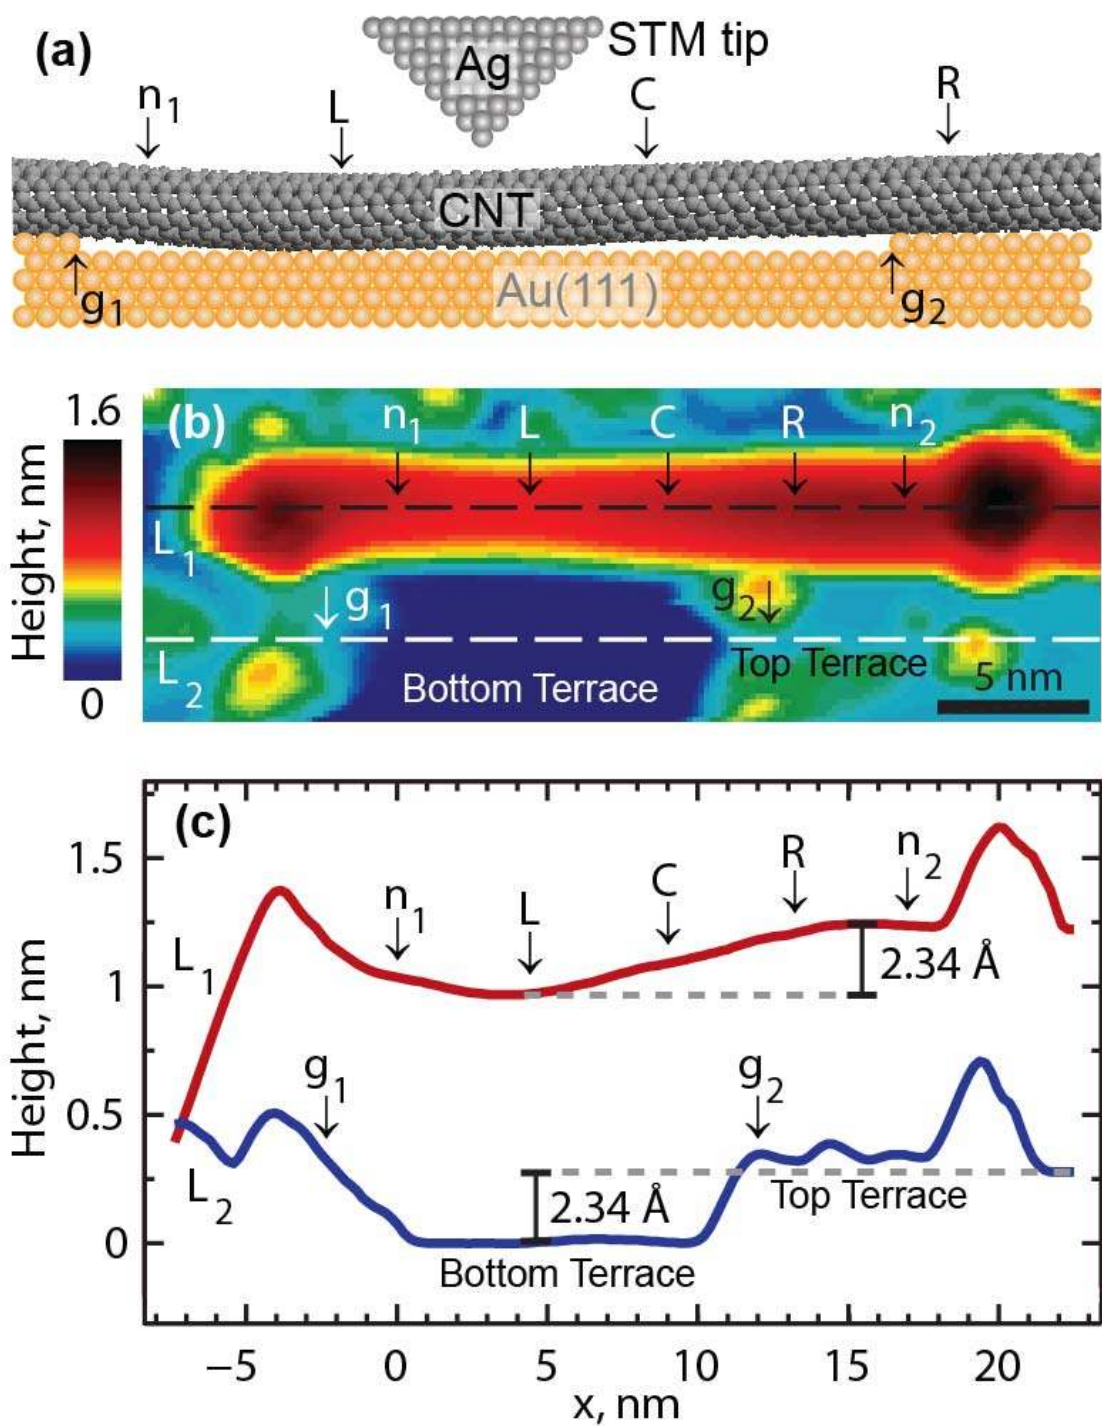 (a)
Ag
STM tip
n1
L
C
R
CNT
g1
Au(111)
g2
1.6
Height, nm
0
(b)
n1
L
C
R
n2
L1
g1
g2
L2
Bottom Terrace
Top Terrace
5 nm
(c)
Height, nm
1.5
1
0.5
0
L1
n1
L
C
R
n2
2.34 Å
g1
g2
L2
2.34 Å
Top Terrace
Bottom Terrace
−5
0
5
10
15
20
x, nm